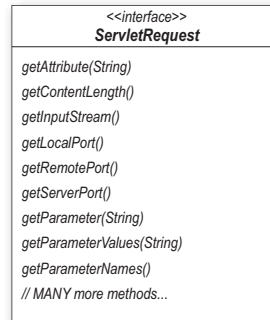 <<interface>>
ServletRequest
getAttribute(String)
getContentLength()
getInputStream()
getLocalPort()
getRemotePort()
getServerPort()
getParameter(String)
getParameterValues(String)
getParameterNames()
// MANY more methods...